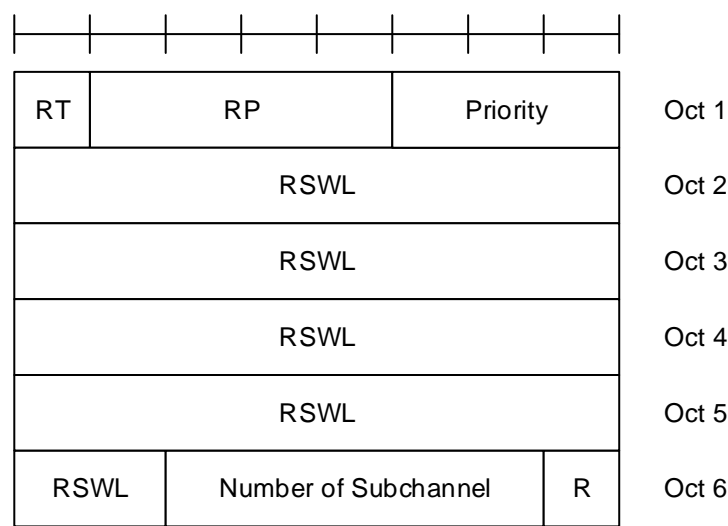 RT RP Priority Oct 1
RSWL Oct 2
RSWL Oct 3
RSWL Oct 4
RSWL Oct 5
RSWL Number of Subchannel R Oct 6